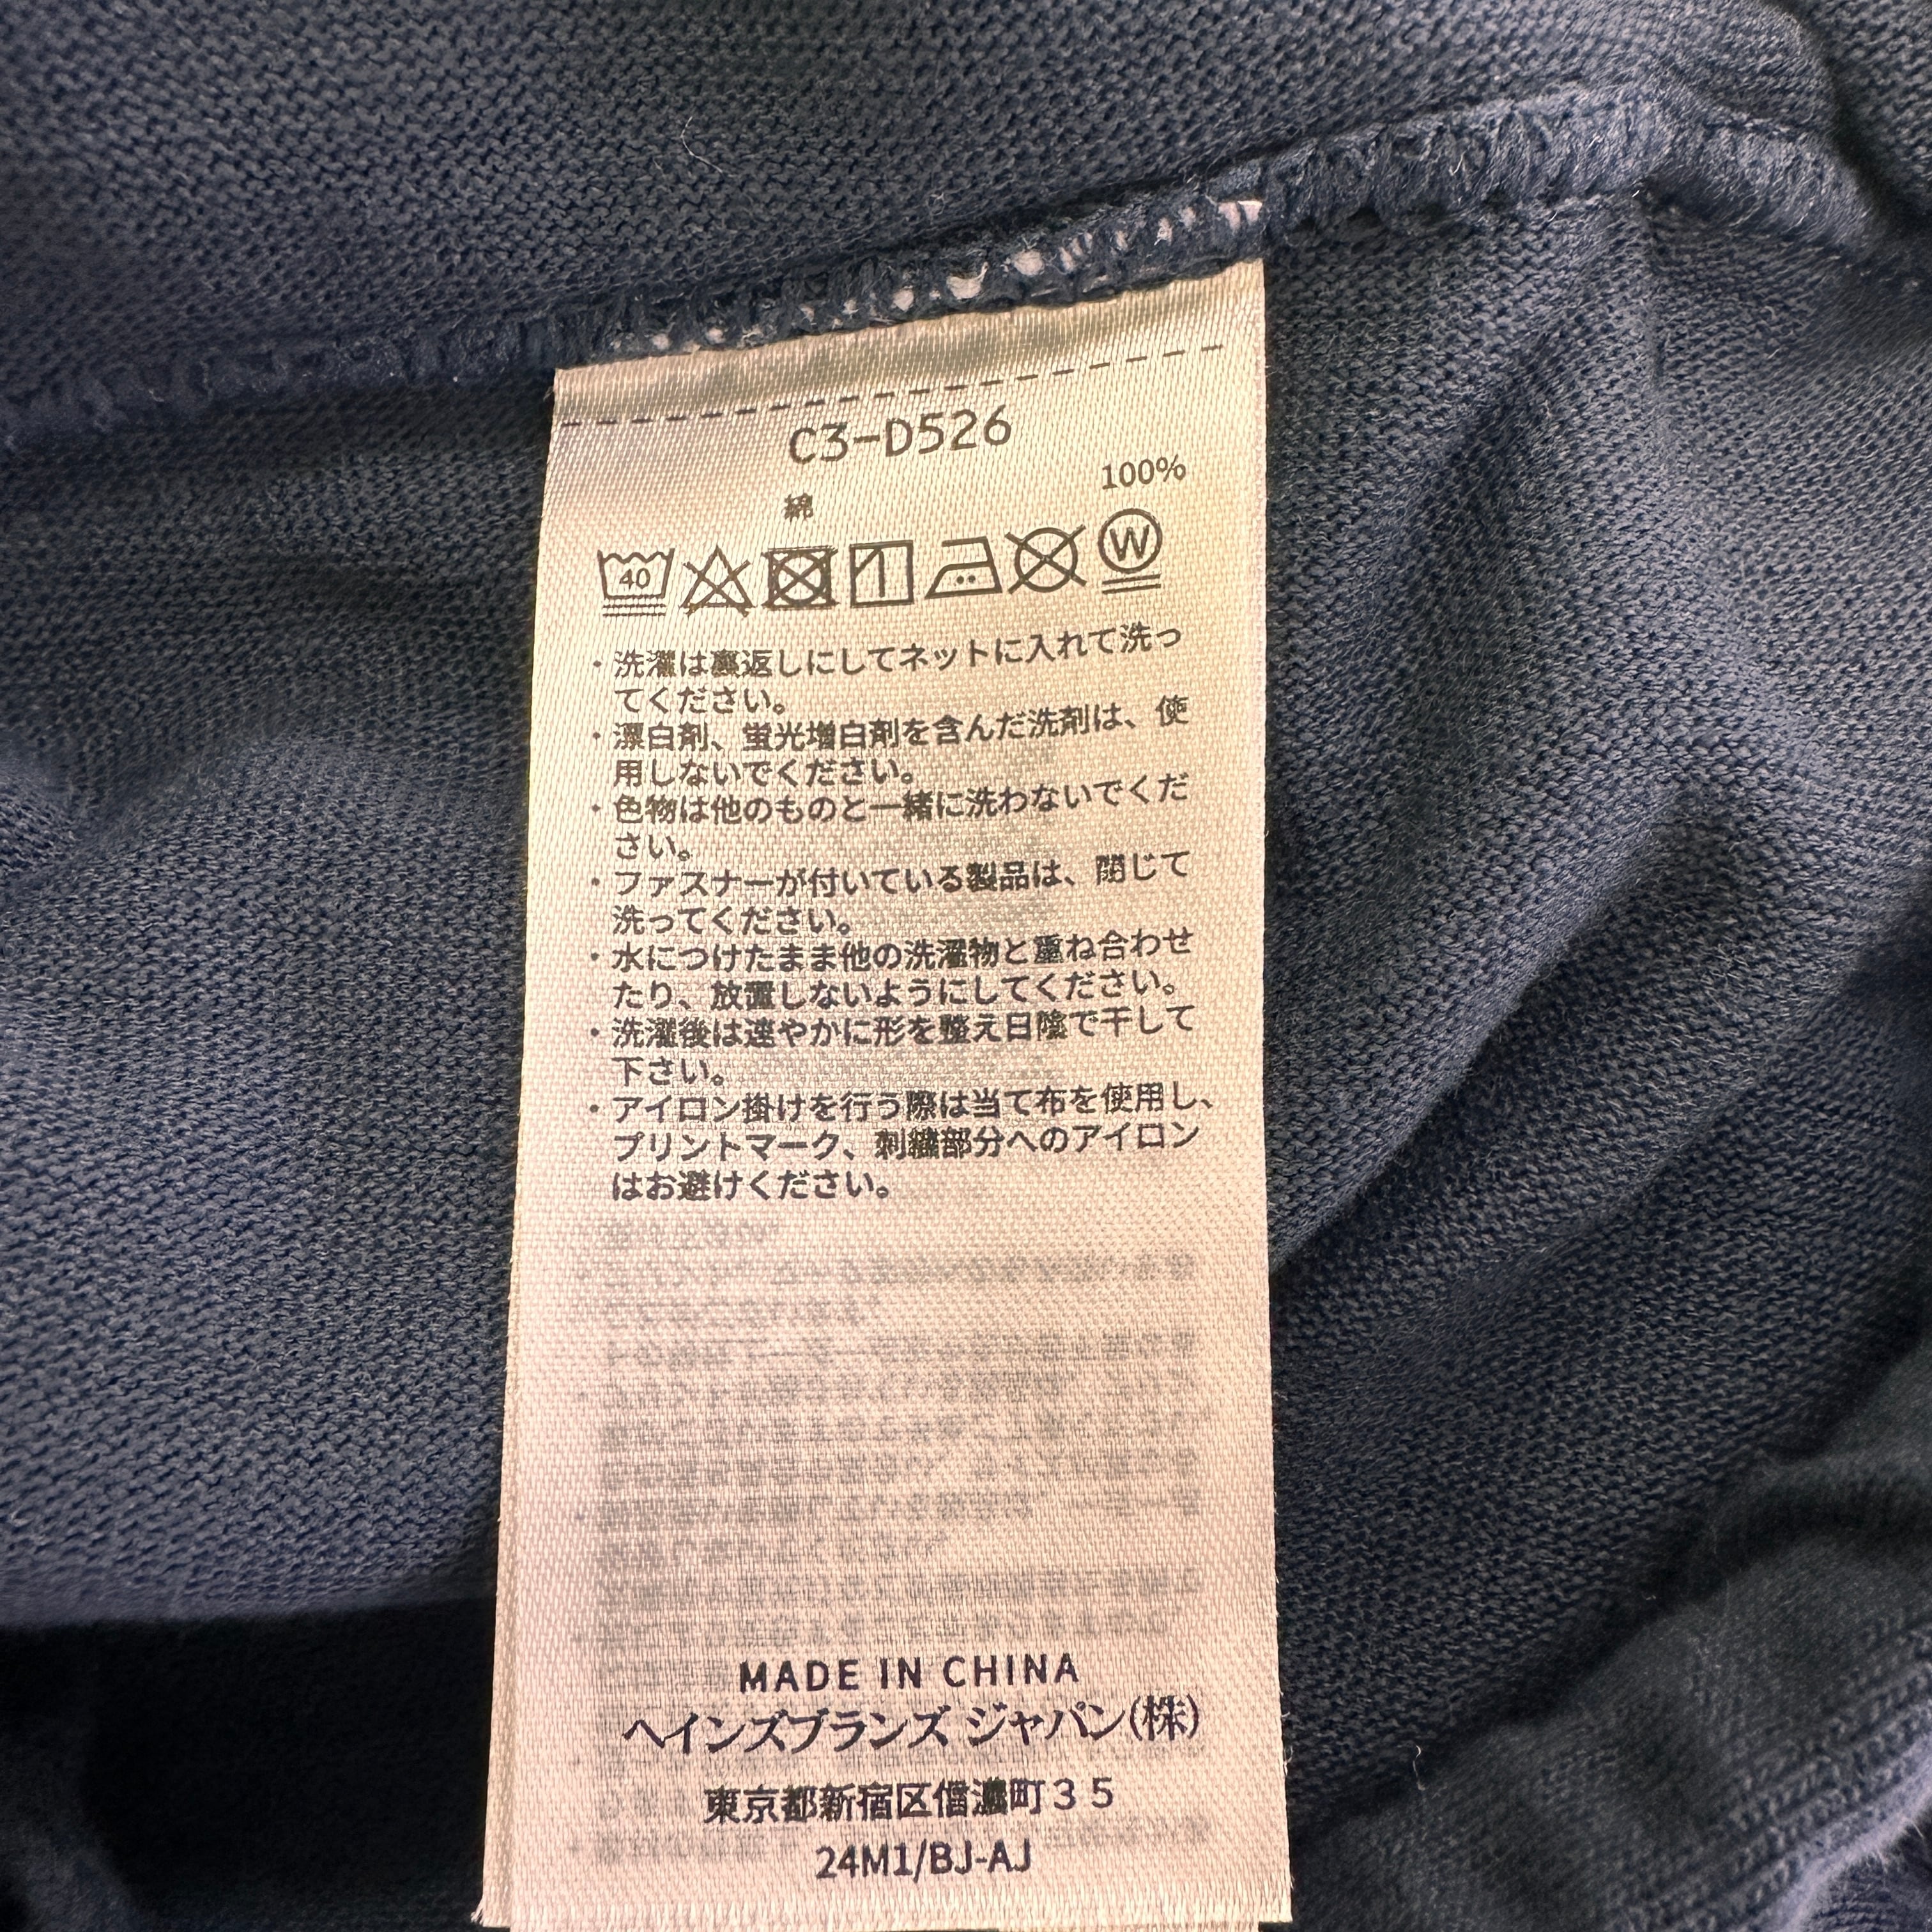 C3-D526
綿 100%
40 W
・洗濯は裏返しにしてネットに入れて洗っ
てください。
・漂白剤、蛍光増白剤を含んだ洗剤は、使
用しないでください。
・色物は他のものと一緒に洗わないでくだ
さい。
・ファスナーが付いている製品は、閉じて
洗ってください。
・水につけたまま他の洗濯物と重ね合わせ
たり、放置しないようにしてください。
・洗濯後は速やかに形を整え日陰で干して
下さい。
・アイロン掛けを行う際は当て布を使用し、
プリントマーク、刺繍部分へのアイロン
はお避けください。
MADE IN CHINA
ヘインズブランズ ジャパン(株)
東京都新宿区信濃町３５
24M1/BJ-AJ